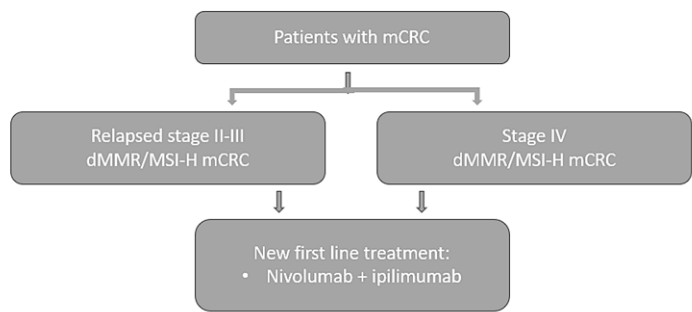 Patients with mCRC
Relapsed stage II-III
dMMR/MSI-H mCRC
Stage IV
dMMR/MSI-H mCRC
New first line treatment:
• Nivolumab + ipilimumab